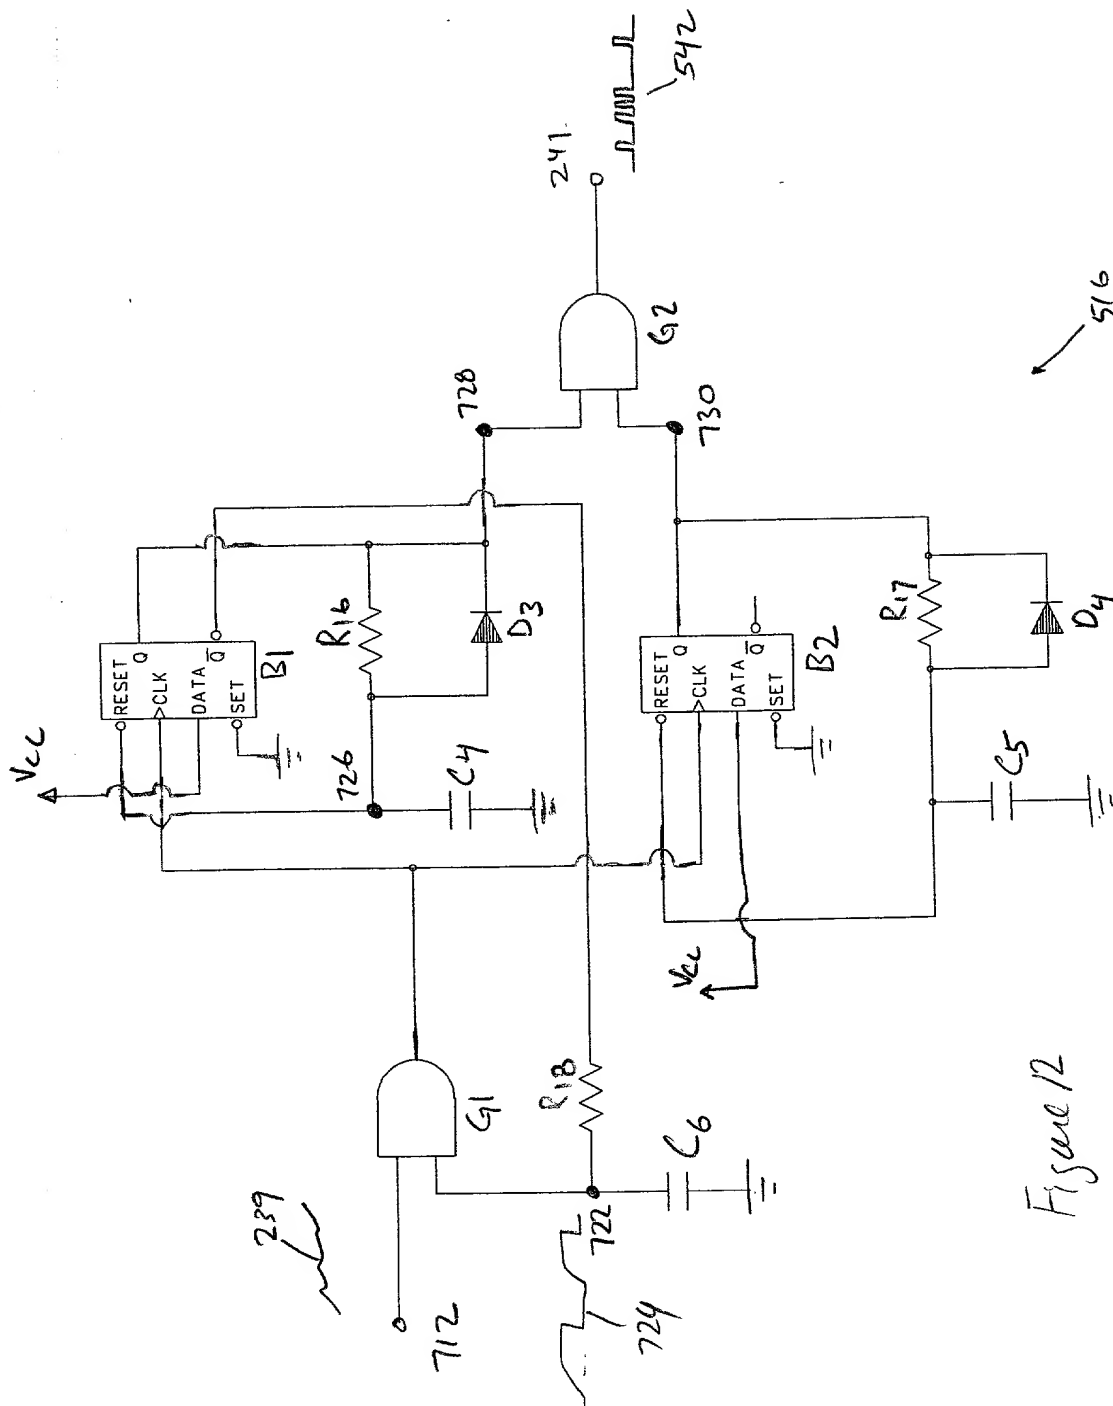 239
712
G1
724
722
C6
R18
Vcc
RESET
CLK
DATA
SET
Q
Q̅
B1
R16
D3
726
C4
728
G2
241
542
730
Vcc
RESET
CLK
DATA
SET
Q
Q̅
B2
R17
D4
C5
516
Figure 12